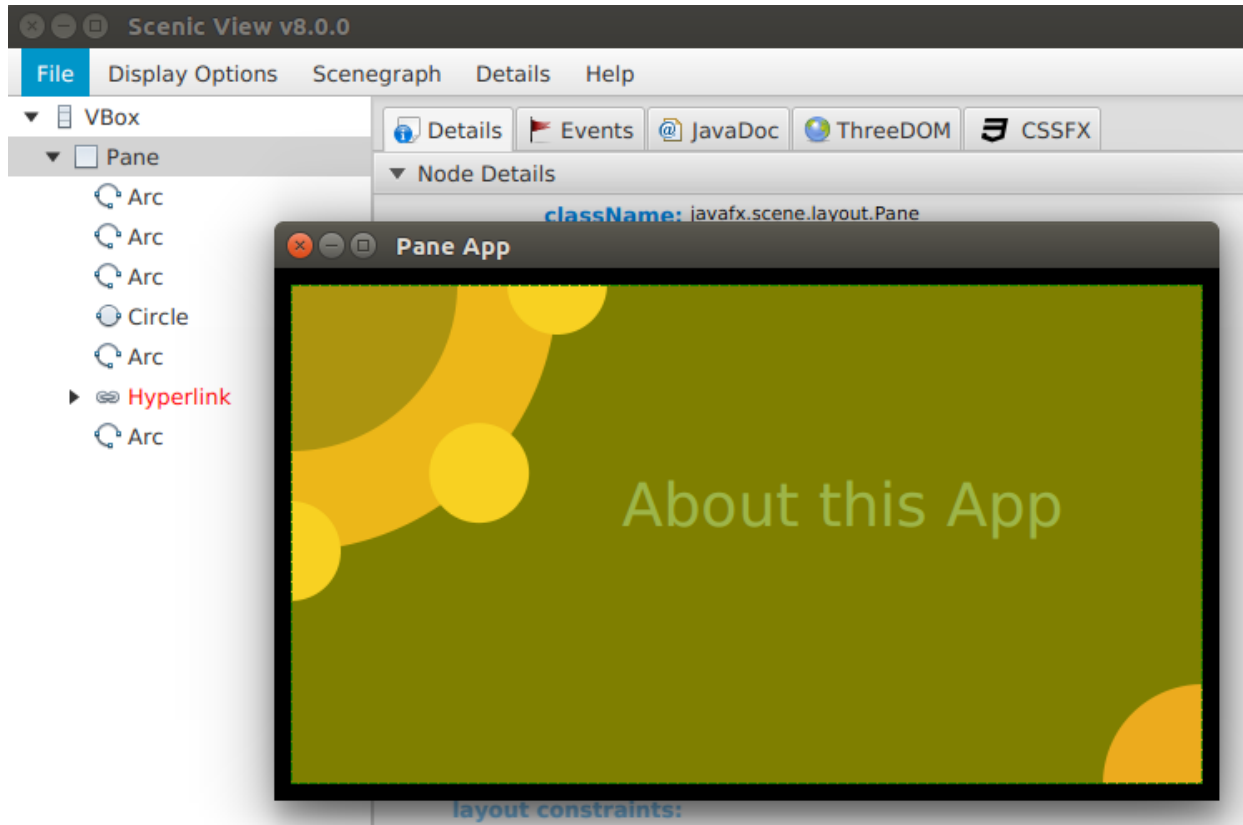 Scenic View v8.0.0
File Display Options Scenegraph Details Help
VBox
Pane
Arc
Arc
Arc
Circle
Arc
Hyperlink
Arc
Details Events JavaDoc ThreeDOM CSSFX
Node Details
className: javafx.scene.layout.Pane
Pane App
About this App
layout constraints: